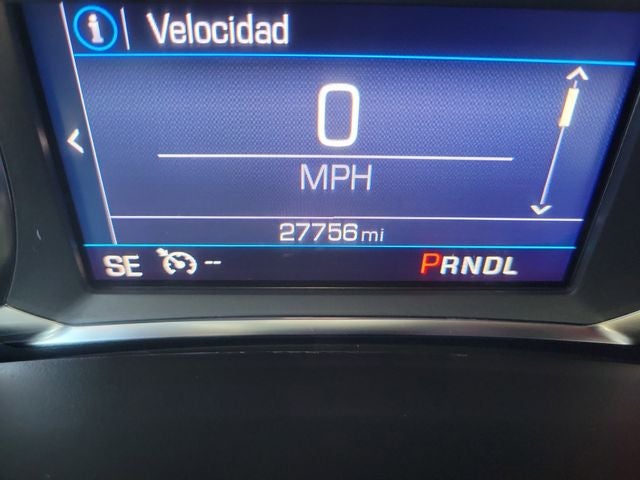 i Velocidad
0
MPH
27756 mi
SE -- PRNDL